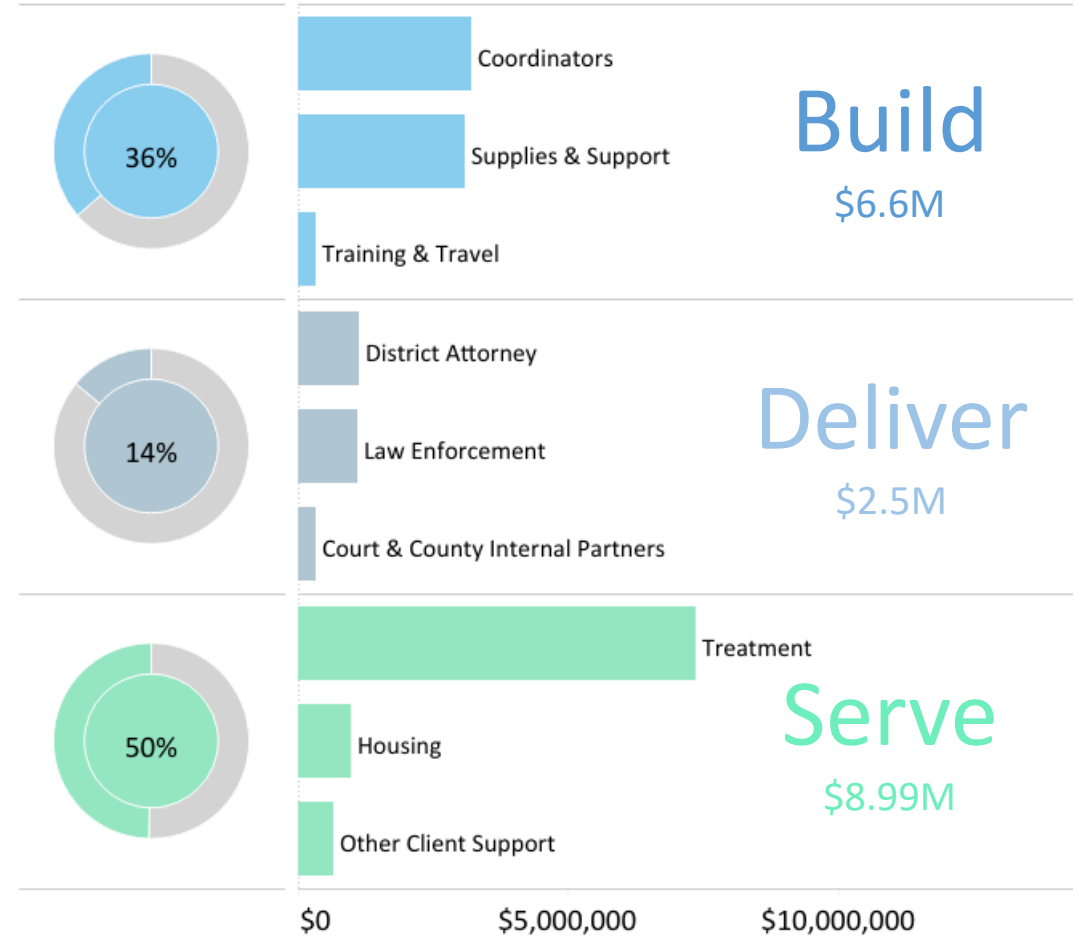 36%
Coordinators
Supplies & Support
Training & Travel
Build
$6.6M
14%
District Attorney
Law Enforcement
Court & County Internal Partners
Deliver
$2.5M
50%
Treatment
Housing
Other Client Support
Serve
$8.99M
$0 $5,000,000 $10,000,000